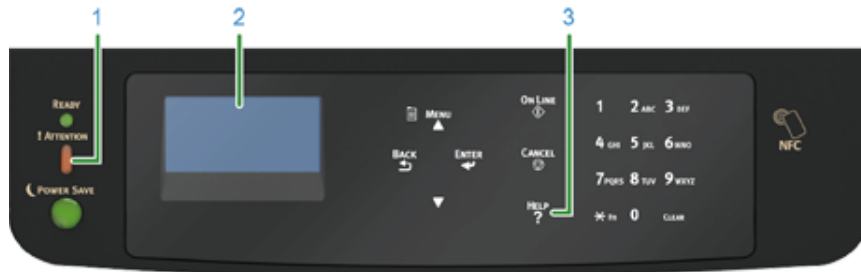 1
2
3
READY
! ATTENTION
POWER SAVE
MENU
BACK
ENTER
ON LINE
CANCEL
HELP
?
1 2 ABC 3 DEF
4 GHI 5 JKL 6 MNO
7 PQRS 8 TUV 9 WXYZ
* Fn 0 CLEAR
NFC